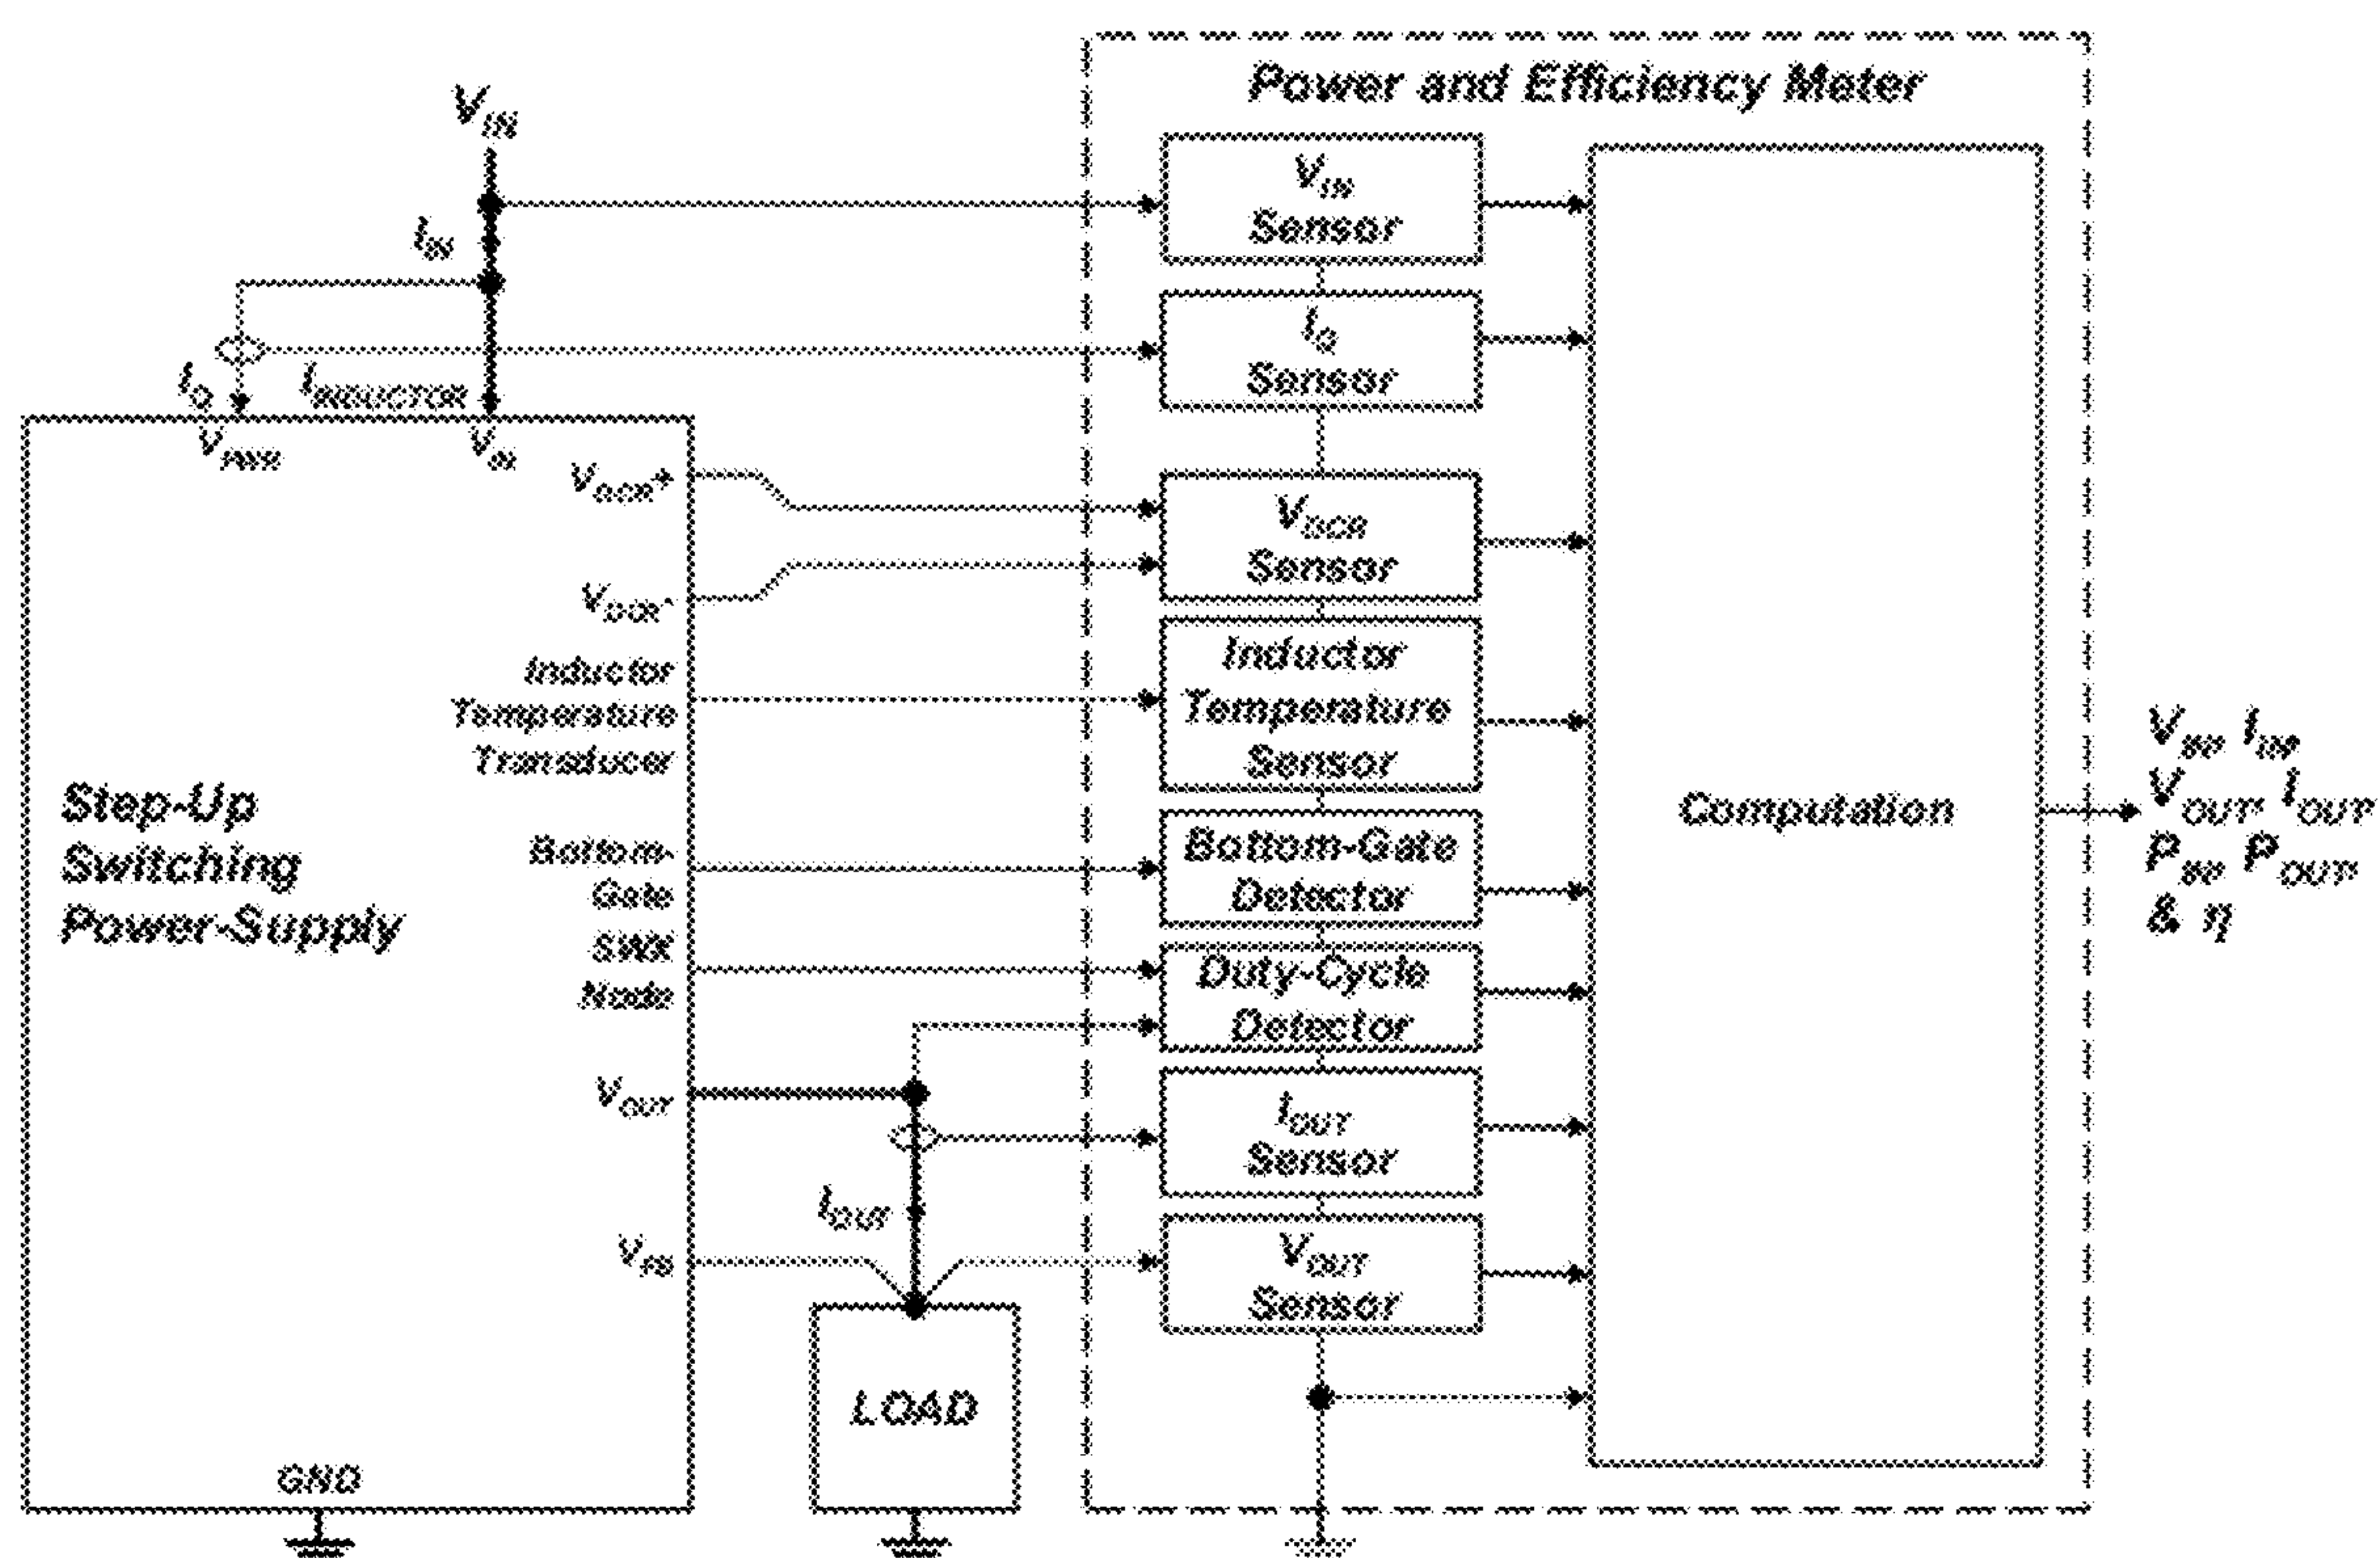 Power and Efficiency Meter
V_IN
V_IN
Sensor
I_IN
I_Q
Sensor
I_Q
I_INDUCTOR
V_PWR
V_IN
V_DCR+
V_DCR
Sensor
V_DCR-
Inductor
Temperature
Transducer
Inductor
Temperature
Sensor
Step-Up
Switching
Power-Supply
Bottom-
Gate
Bottom-Gate
Detector
SWX
Node
Duty-Cycle
Detector
V_OUT
I_OUT
Sensor
I_OUT
V_FB
V_OUT
Sensor
LOAD
GND
Computation
V_IN, I_IN,
V_OUT, I_OUT
P_IN, P_OUT
& η